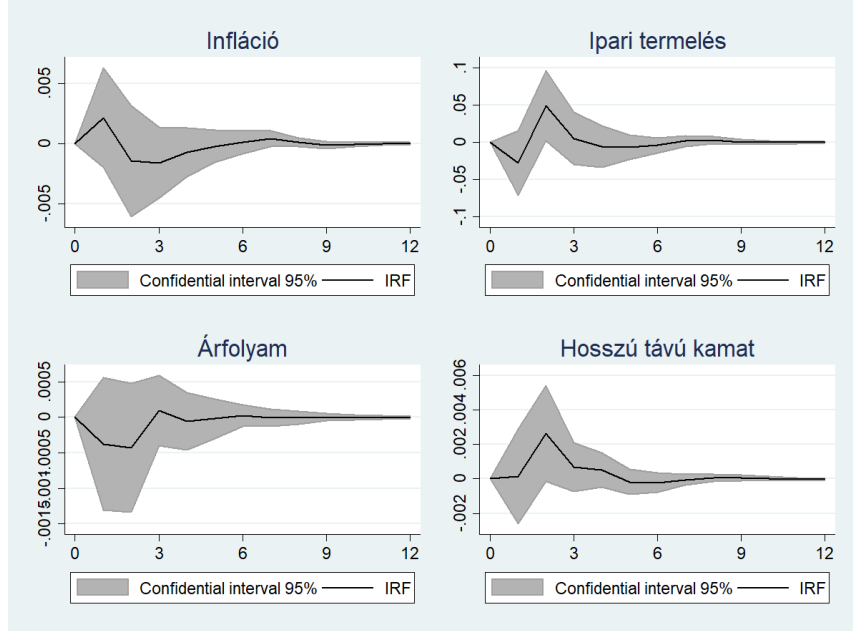 Infláció
.005
0
-.005
0 3 6 9 12
Confidential interval 95% IRF
Ipari termelés
.1
.05
0
-.05
-.1
0 3 6 9 12
Confidential interval 95% IRF
Árfolyam
.0005
0
-.0015-.001-.0005
0 3 6 9 12
Confidential interval 95% IRF
Hosszú távú kamat
.002.004.006
0
-.002
0 3 6 9 12
Confidential interval 95% IRF